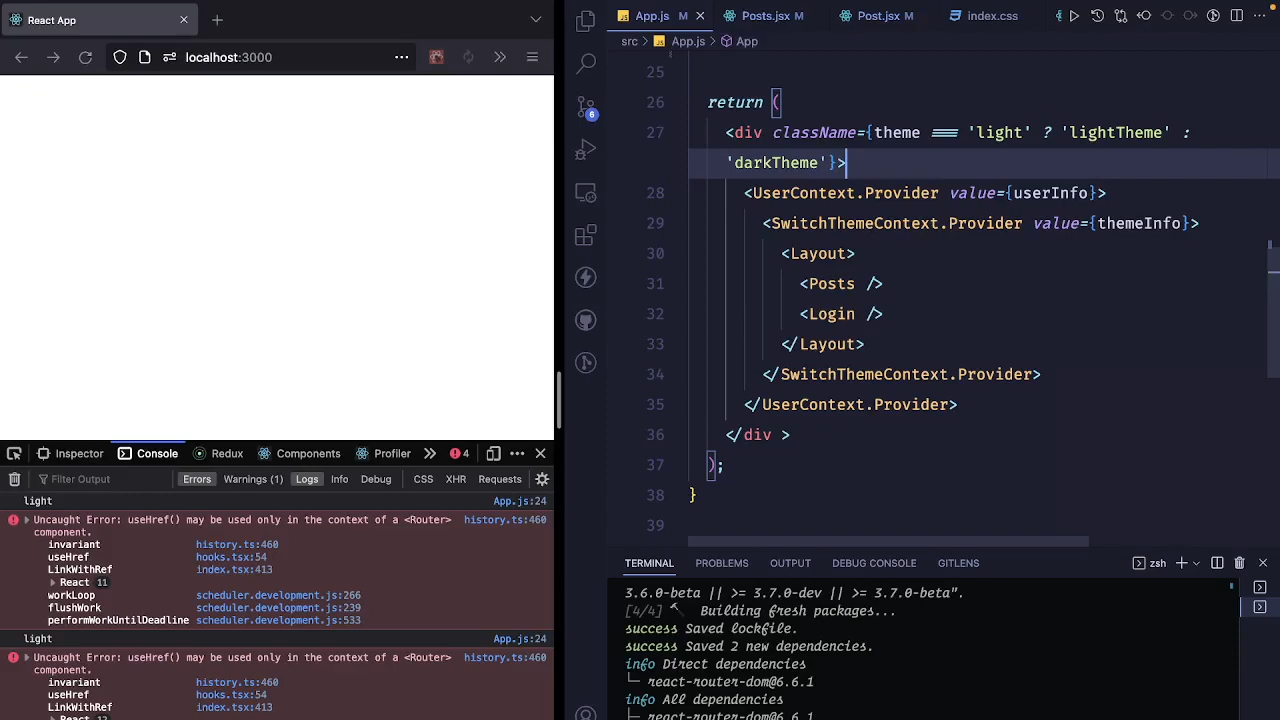 React App
localhost:3000
Inspector
Console
Redux
Components
Profiler
4
Filter Output
Errors
Warnings (1)
Logs
Info
Debug
CSS
XHR
Requests
light App.js:24
Uncaught Error: useHref() may be used only in the context of a <Router> history.ts:460
component.
invariant history.ts:460
useHref hooks.tsx:54
LinkWithRef index.tsx:413
React 11
workLoop scheduler.development.js:266
flushWork scheduler.development.js:239
performWorkUntilDeadline scheduler.development.js:533
light App.js:24
Uncaught Error: useHref() may be used only in the context of a <Router> history.ts:460
component.
invariant history.ts:460
useHref hooks.tsx:54
LinkWithRef index.tsx:413
6
App.js M
Posts.jsx M
Post.jsx M
index.css
src > App.js > App
25
26 return (
27 <div className={theme === 'light' ? 'lightTheme' :
'darkTheme'}>
28 <UserContext.Provider value={userInfo}>
29 <SwitchThemeContext.Provider value={themeInfo}>
30 <Layout>
31 <Posts />
32 <Login />
33 </Layout>
34 </SwitchThemeContext.Provider>
35 </UserContext.Provider>
36 </div >
37 );
38 }
39
TERMINAL
PROBLEMS
OUTPUT
DEBUG CONSOLE
GITLENS
zsh
3.6.0-beta || >= 3.7.0-dev || >= 3.7.0-beta".
[4/4] 🔨 Building fresh packages...
success Saved lockfile.
success Saved 2 new dependencies.
info Direct dependencies
└─ react-router-dom@6.6.1
info All dependencies
react-router-dom@6.6.1